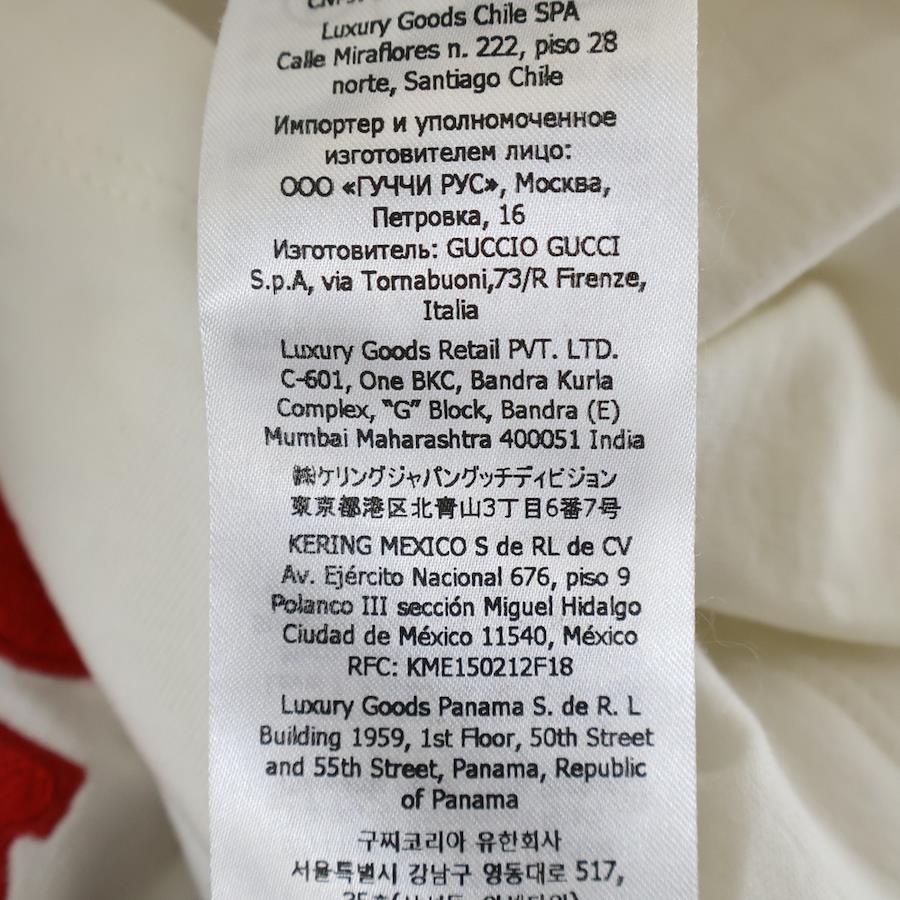 Luxury Goods Chile SPA
Calle Miraflores n. 222, piso 28
norte, Santiago Chile
Импортер и уполномоченное
изготовителем лицо:
ООО «ГУЧЧИ РУС», Москва,
Петровка, 16
Изготовитель: GUCCIO GUCCI
S.p.A, via Tornabuoni,73/R Firenze,
Italia
Luxury Goods Retail PVT. LTD.
C-601, One BKC, Bandra Kurla
Complex, "G" Block, Bandra (E)
Mumbai Maharashtra 400051 India
㈱ケリングジャパングッチディビジョン
東京都港区北青山3丁目6番7号
KERING MEXICO S de RL de CV
Av. Ejército Nacional 676, piso 9
Polanco III sección Miguel Hidalgo
Ciudad de México 11540, México
RFC: KME150212F18
Luxury Goods Panama S. de R. L
Building 1959, 1st Floor, 50th Street
and 55th Street, Panama, Republic
of Panama
구찌코리아 유한회사
서울특별시 강남구 영동대로 517,